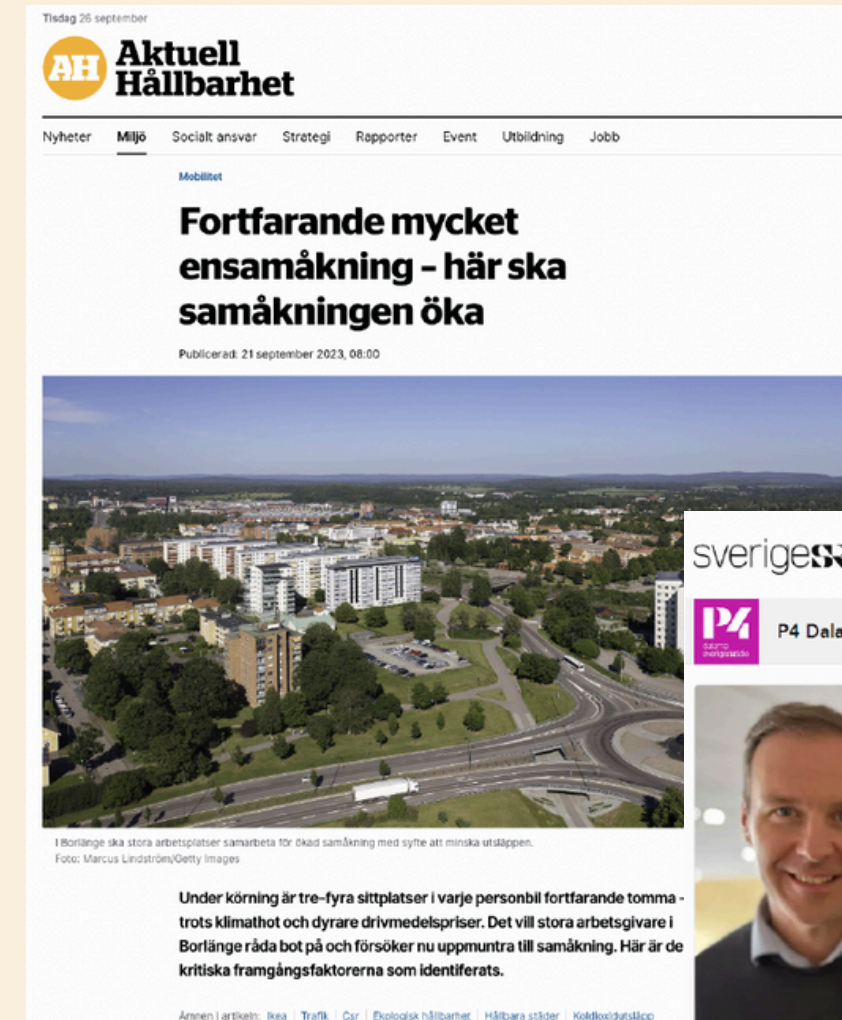 Tisdag 26 september
AH Aktuell
Hållbarhet
Nyheter Miljö Socialt ansvar Strategi Rapporter Event Utbildning Jobb
Mobilitet
Fortfarande mycket
ensamåkning – här ska
samåkningen öka
Publicerad: 21 september 2023, 08:00
sverigesR
P4 Dala
P4
dalarna
sverigesradio
I Borlänge ska stora arbetsplatser samarbeta för ökad samåkning med syfte att minska utsläppen.
Foto: Marcus Lindström/Getty Images
Under körning är tre–fyra sittplatser i varje personbil fortfarande tomma -
trots klimathot och dyrare drivmedelspriser. Det vill stora arbetsgivare i
Borlänge råda bot på och försöker nu uppmuntra till samåkning. Här är de
kritiska framgångsfaktorerna som identiferats.
Ämnen i artikeln: Ikea | Trafik | Csr | Ekologisk hållbarhet | Hållbara städer | Koldioxidutsläpp